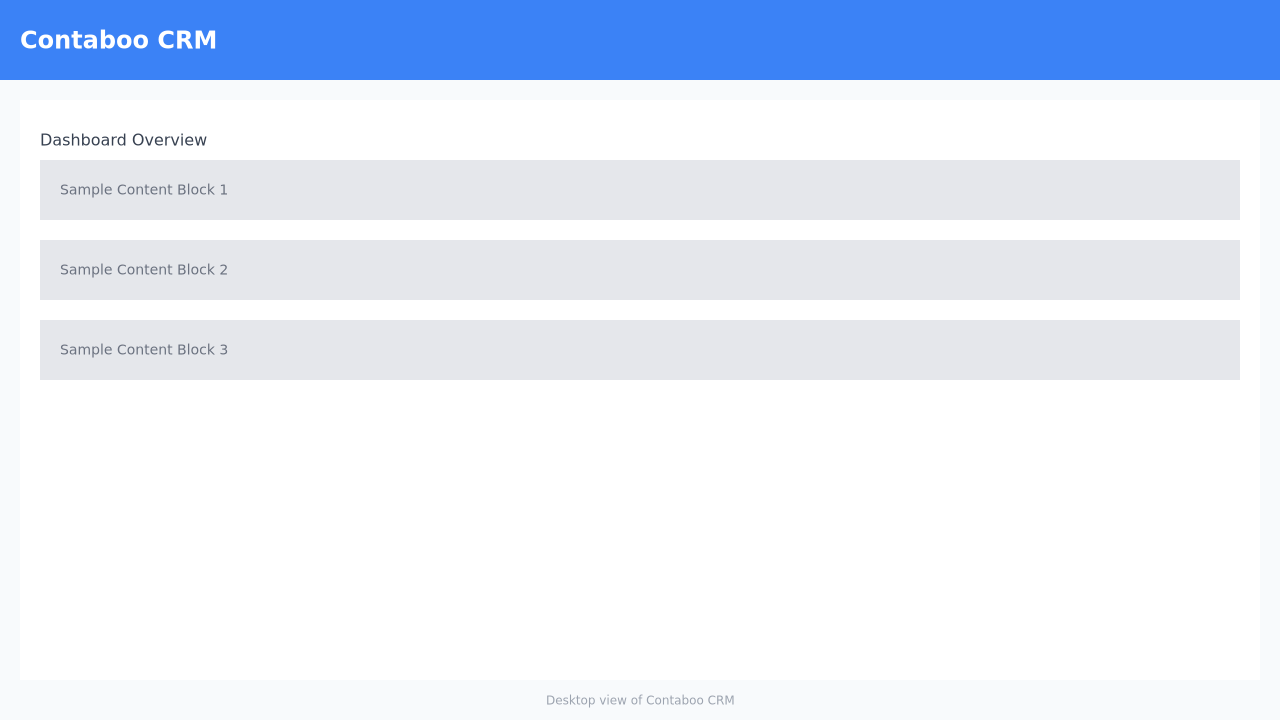 Contaboo CRM
Dashboard Overview
Sample Content Block 1
Sample Content Block 2
Sample Content Block 3
Desktop view of Contaboo CRM